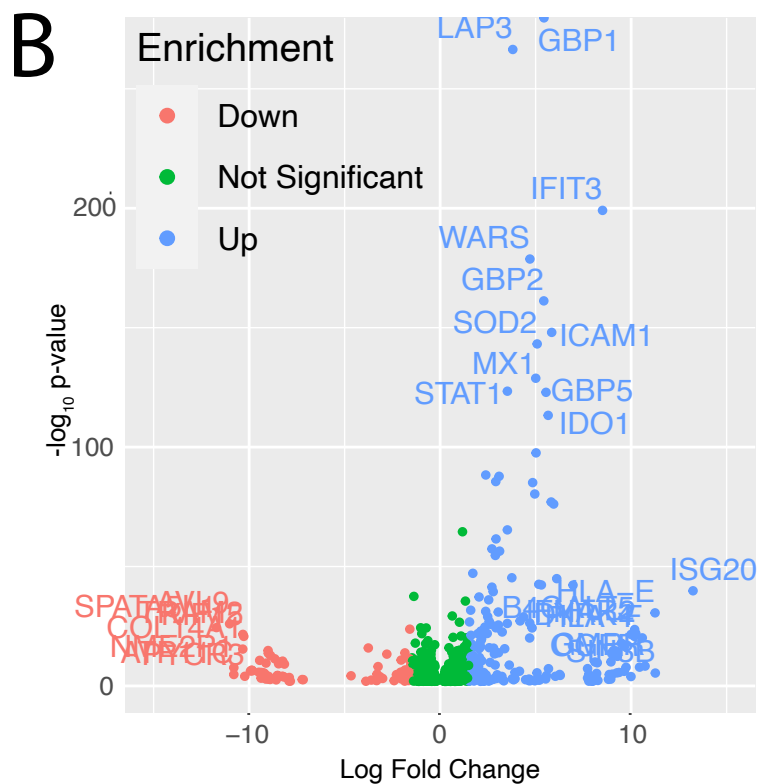 B
LAP3
GBP1
Enrichment
Down
Not Significant
Up
IFIT3
200
WARS
GBP2
SOD2
ICAM1
MX1
STAT1
GBP5
IDO1
-log10 p-value
100
ISG20
HLA−E
COL14A1
0
−10
0
10
Log Fold Change